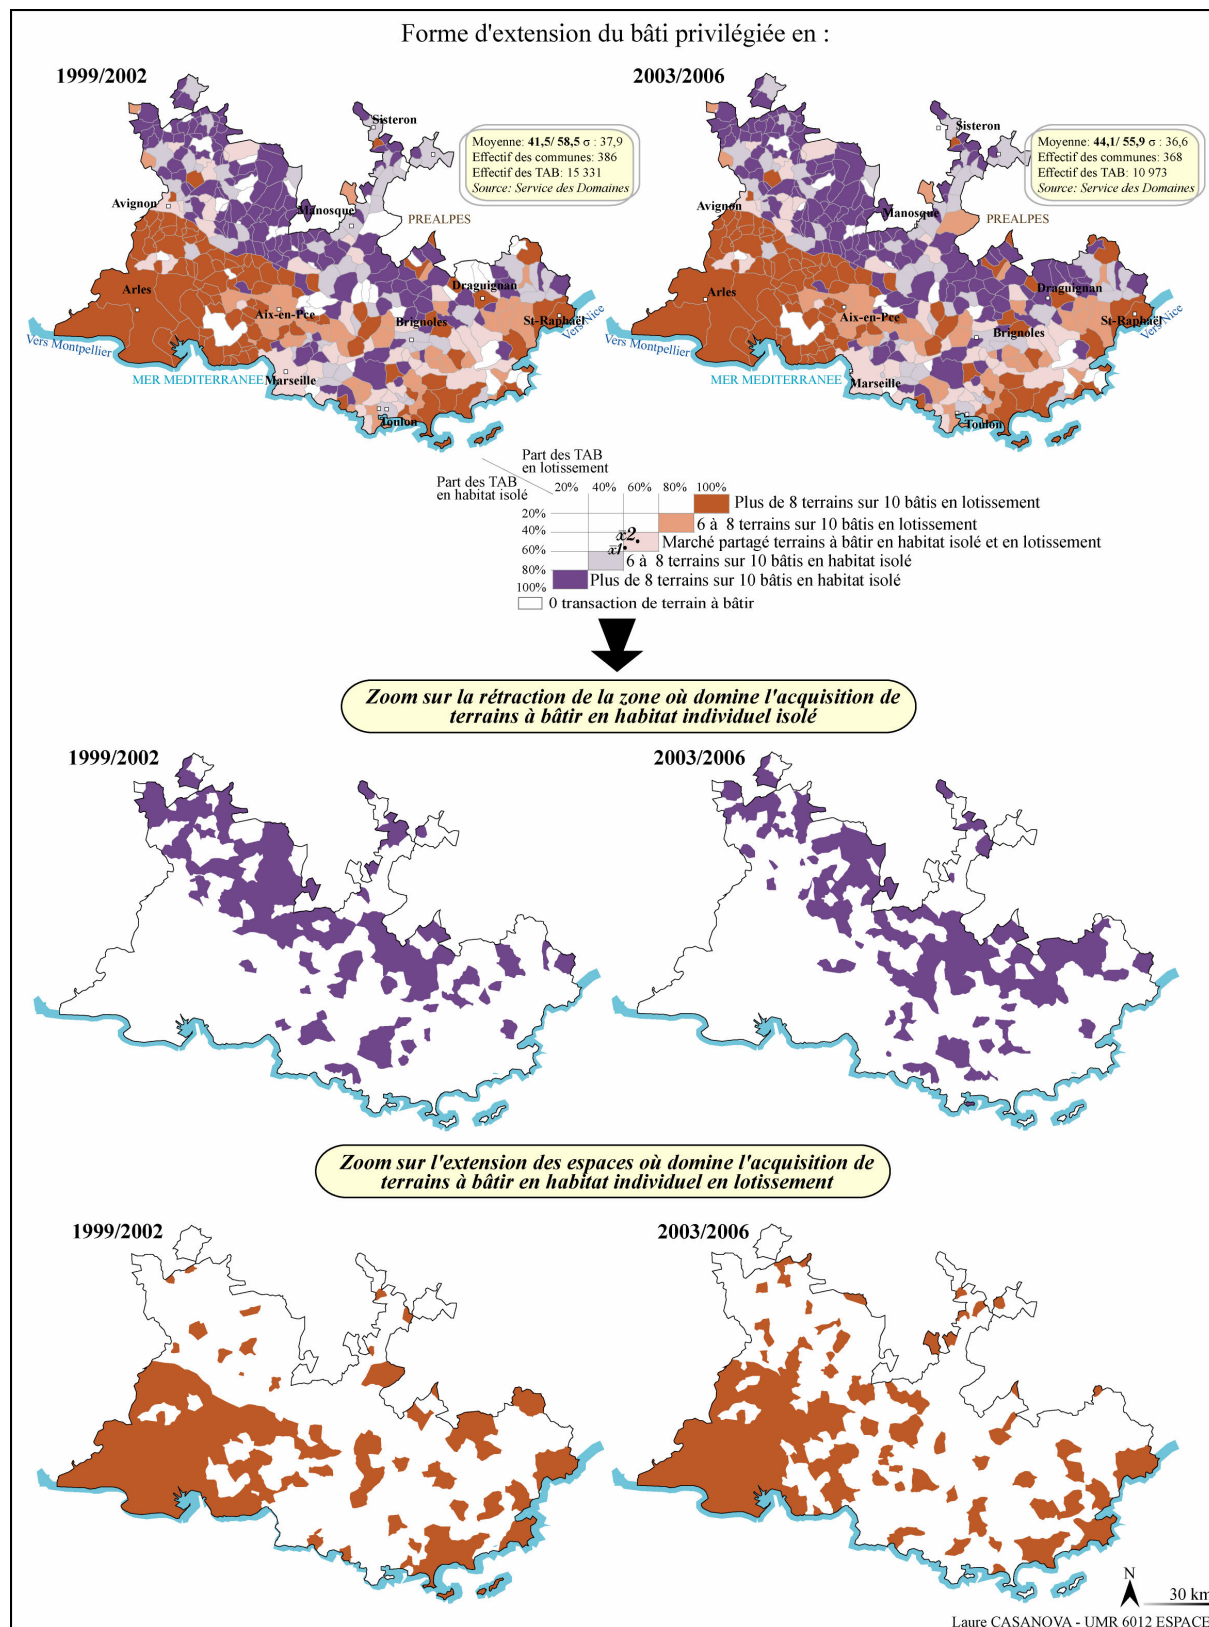 Forme d'extension du bâti privilégiée en :
1999/2002
Sisteron
Moyenne: 41,5/ 58,5 σ : 37,9
Effectif des communes: 386
Effectif des TAB: 15 331
Source: Service des Domaines
Avignon
Manosque
PREALPES
Arles
Draguignan
Aix-en-Pce
Brignoles
St-Raphaël
Vers Montpellier
Vers Nice
MER MEDITERRANEE
Marseille
Toulon
2003/2006
Sisteron
Moyenne: 44,1/ 55,9 σ : 36,6
Effectif des communes: 368
Effectif des TAB: 10 973
Source: Service des Domaines
Avignon
Manosque
PREALPES
Arles
Draguignan
Aix-en-Pce
Brignoles
St-Raphaël
Vers Montpellier
Vers Nice
MER MEDITERRANEE
Marseille
Toulon
Part des TAB
en lotissement
Part des TAB
en habitat isolé
20% 40% 60% 80% 100%
20%
40%
60%
80%
100%
x̄2
x̄1
Plus de 8 terrains sur 10 bâtis en lotissement
6 à 8 terrains sur 10 bâtis en lotissement
Marché partagé terrains à bâtir en habitat isolé et en lotissement
6 à 8 terrains sur 10 bâtis en habitat isolé
Plus de 8 terrains sur 10 bâtis en habitat isolé
0 transaction de terrain à bâtir
Zoom sur la rétraction de la zone où domine l'acquisition de
terrains à bâtir en habitat individuel isolé
1999/2002
2003/2006
Zoom sur l'extension des espaces où domine l'acquisition de
terrains à bâtir en habitat individuel en lotissement
1999/2002
2003/2006
N
30 km
Laure CASANOVA - UMR 6012 ESPACE